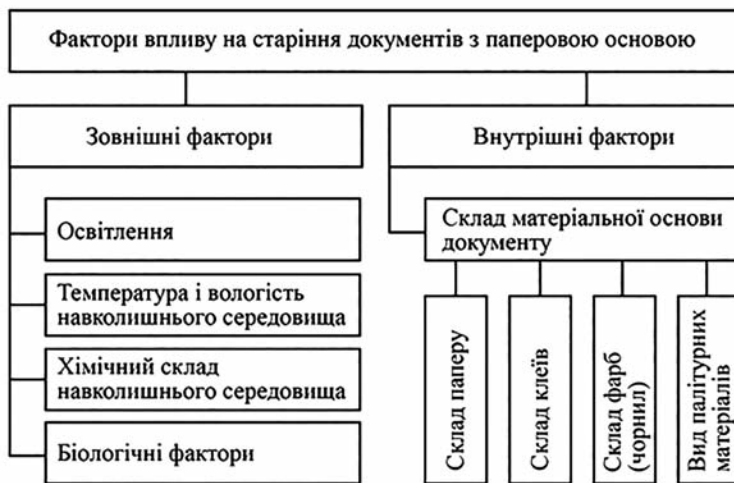 Фактори впливу на старіння документів з паперовою основою
Зовнішні фактори
Освітлення
Температура і вологість
навколишнього середовища
Хімічний склад
навколишнього середовища
Біологічні фактори
Внутрішні фактори
Склад матеріальної основи
документу
Склад паперу
Склад клеїв
Склад фарб
(чорнил)
Вид палітурних
матеріалів